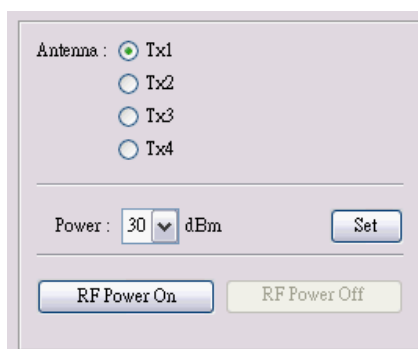 Antenna : Tx1
Tx2
Tx3
Tx4
Power : 30 dBm Set
RF Power On RF Power Off